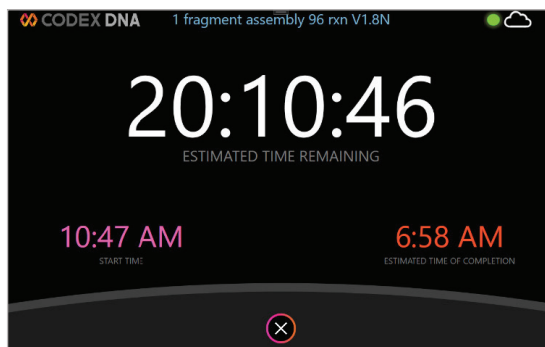 CODEX DNA
1 fragment assembly 96 rxn V1.8N
20:10:46
ESTIMATED TIME REMAINING
10:47 AM
START TIME
6:58 AM
ESTIMATED TIME OF COMPLETION